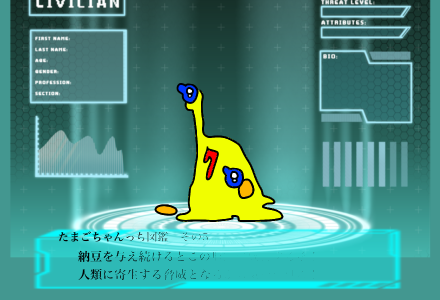 CIVILIAN
FIRST NAME:
LAST NAME:
AGE:
GENDER:
PROFESSION:
SECTION:
THREAT LEVEL:
ATTRIBUTES:
BIO:
たまごちゃんっち図鑑 その
納豆を与え続けるとこの
人類に寄生する脅威とな